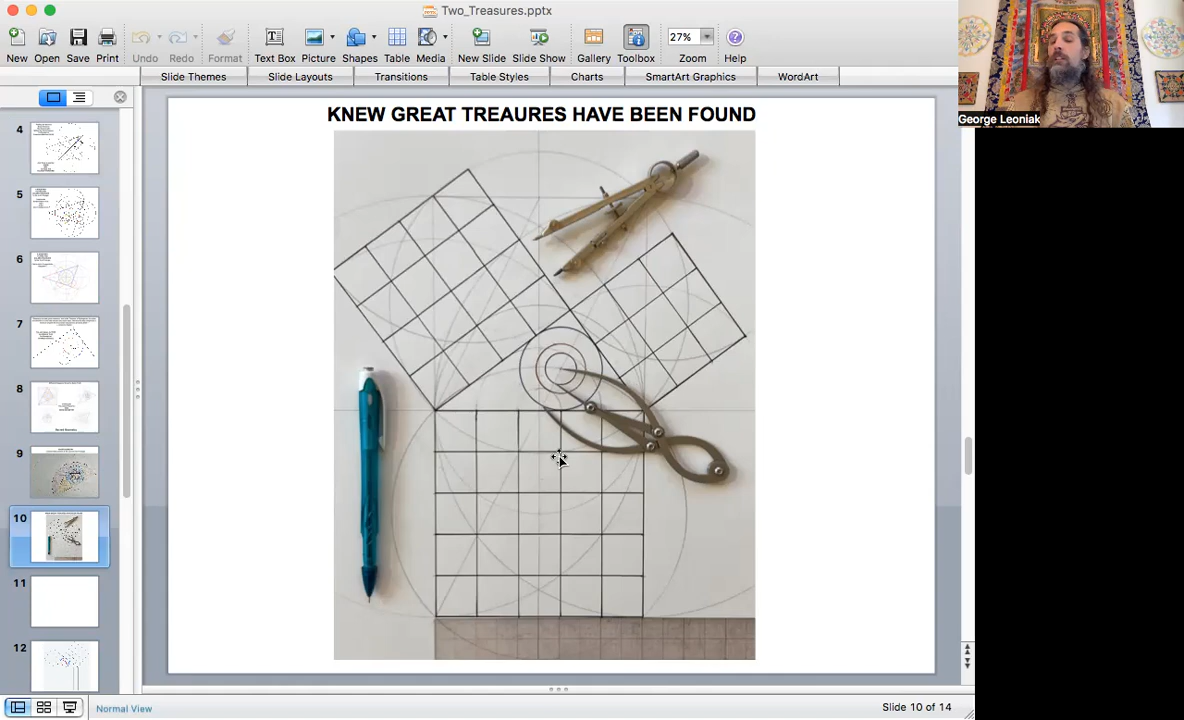 Two_Treasures.pptx
New Open Save Print Undo Redo Format Text Box Picture Shapes Table Media New Slide Slide Show Gallery Toolbox Zoom Help
27%
Slide Themes Slide Layouts Transitions Table Styles Charts SmartArt Graphics WordArt
George Leoniak
KNEW GREAT TREAURES HAVE BEEN FOUND
4
5
6
7
8
9
10
11
12
Normal View
Slide 10 of 14